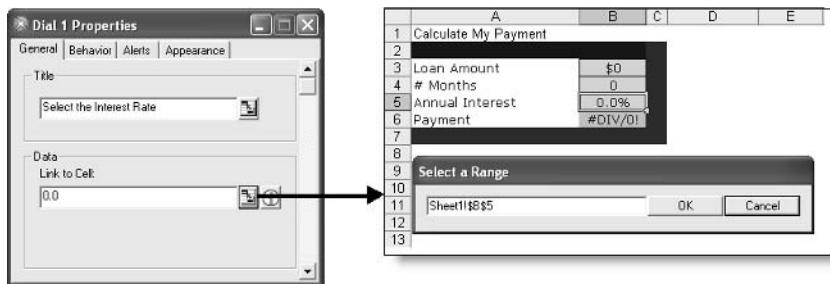 Dial 1 Properties
General Behavior Alerts Appearance
Title
Select the Interest Rate
Data
Link to Cell:
0.0
A B C D E
1 Calculate My Payment
2
3 Loan Amount $0
4 # Months 0
5 Annual Interest 0.0%
6 Payment #DIV/0!
7
8
9
10
11
12
13
Select a Range
Sheet1!$B$5 OK Cancel